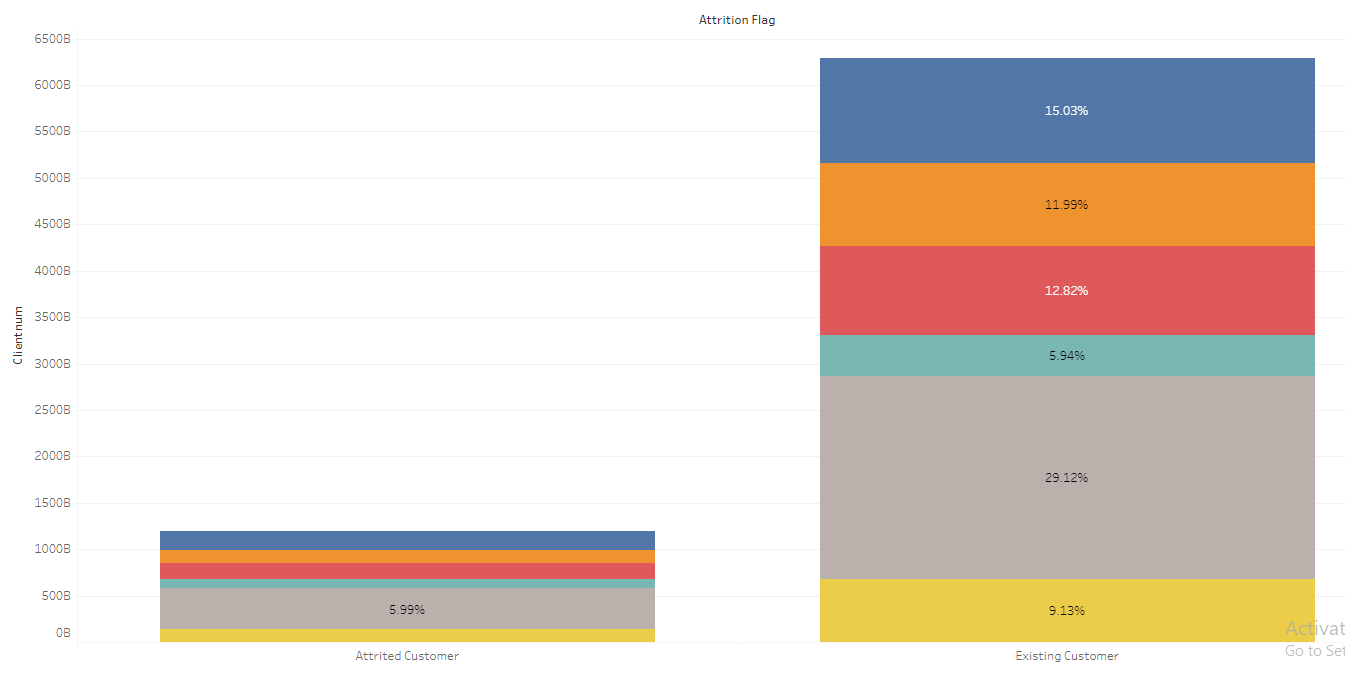 Attrition Flag
6500B
6000B
5500B
5000B
4500B
4000B
3500B
3000B
2500B
2000B
1500B
1000B
500B
0B
Clientnum
15.03%
11.99%
12.82%
5.94%
29.12%
9.13%
5.99%
Attrited Customer
Existing Customer
Activat
Go to Set